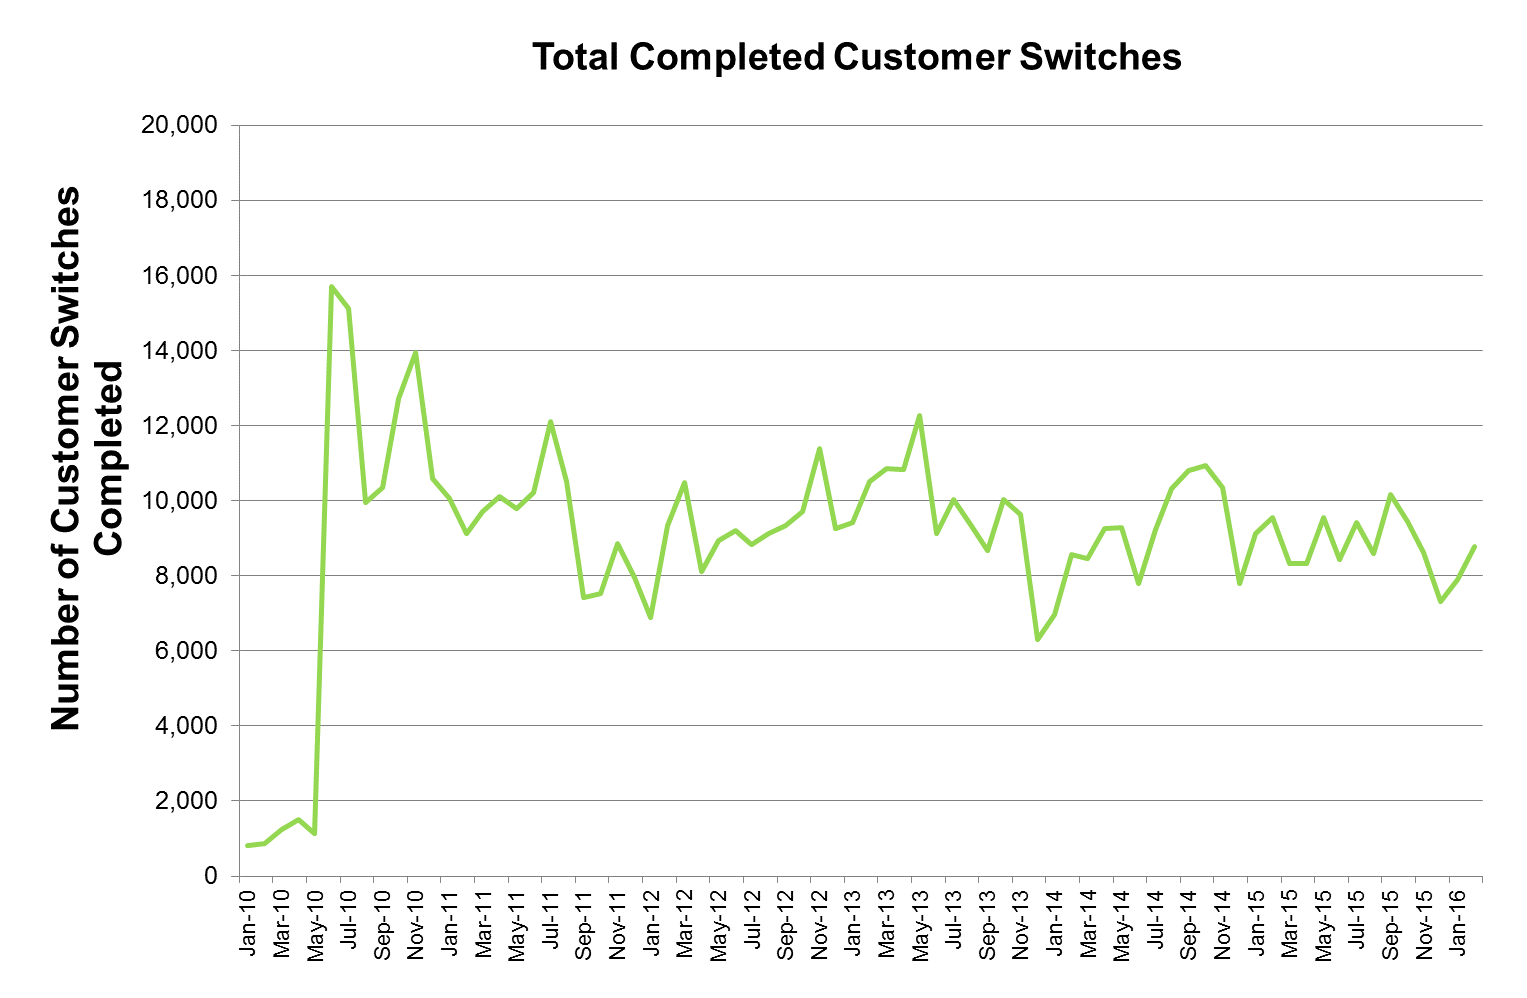 Total Completed Customer Switches
Number of Customer Switches
Completed
20,000
18,000
16,000
14,000
12,000
10,000
8,000
6,000
4,000
2,000
0
Jan-10
Mar-10
May-10
Jul-10
Sep-10
Nov-10
Jan-11
Mar-11
May-11
Jul-11
Sep-11
Nov-11
Jan-12
Mar-12
May-12
Jul-12
Sep-12
Nov-12
Jan-13
Mar-13
May-13
Jul-13
Sep-13
Nov-13
Jan-14
Mar-14
May-14
Jul-14
Sep-14
Nov-14
Jan-15
Mar-15
May-15
Jul-15
Sep-15
Nov-15
Jan-16